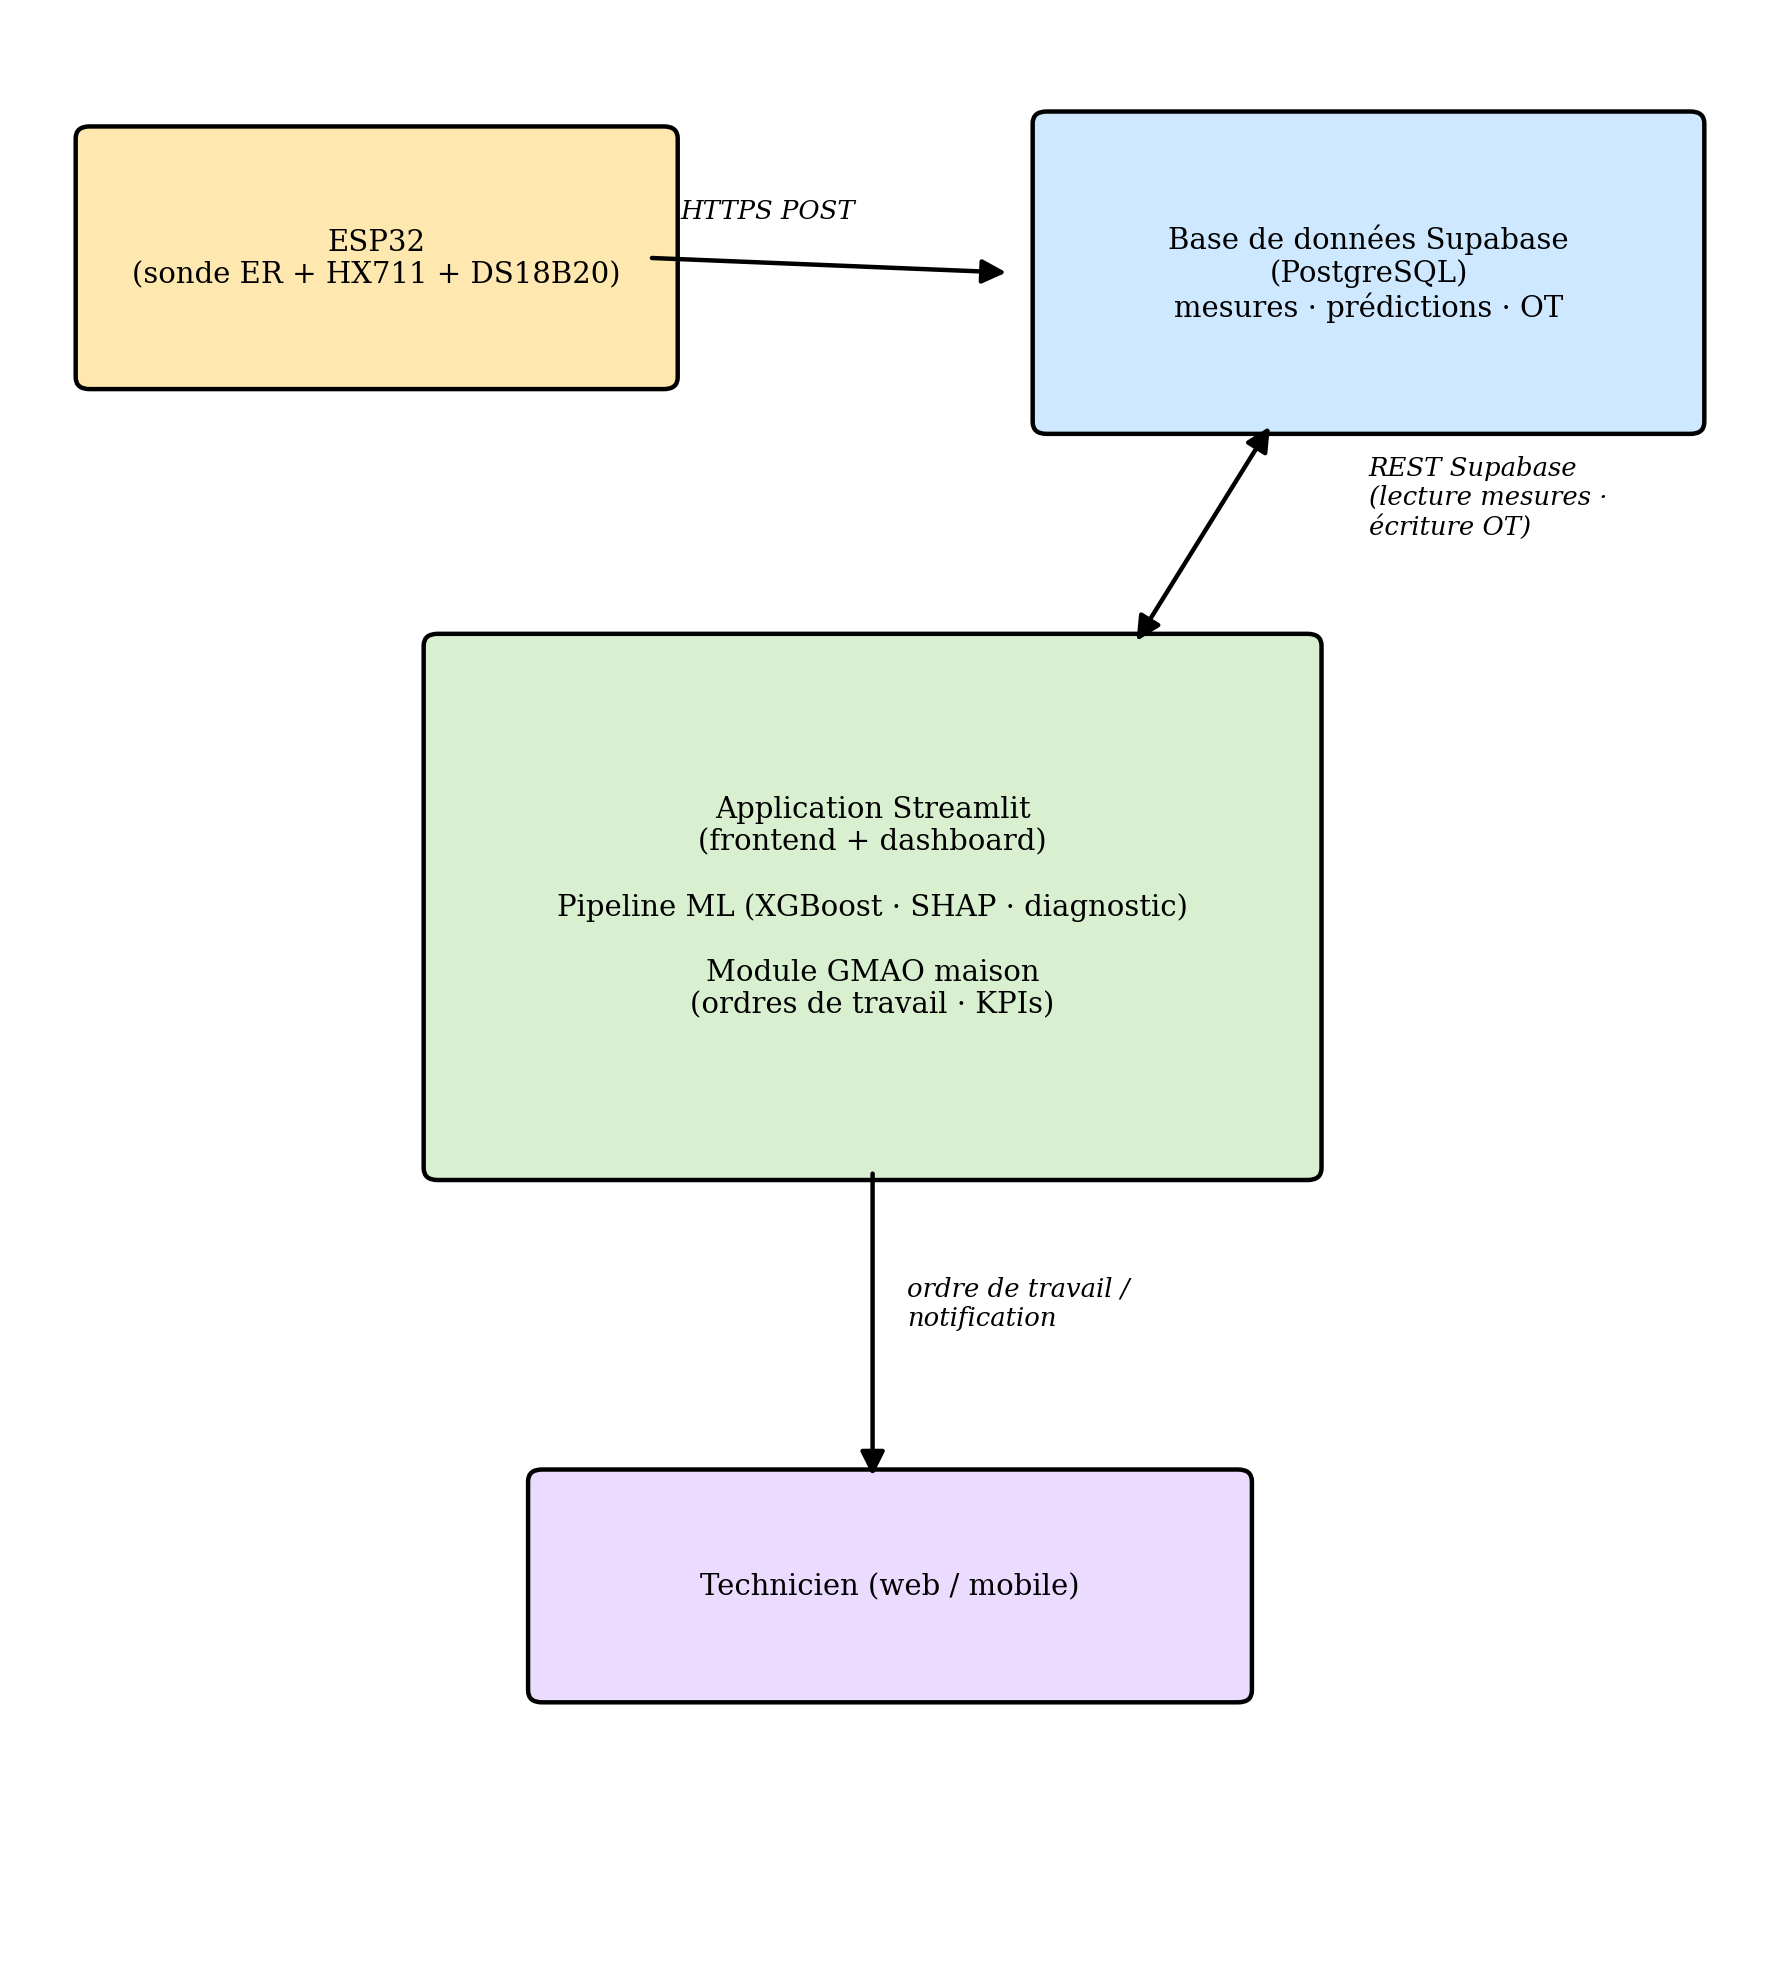 ESP32
(sonde ER + HX711 + DS18B20)
HTTPS POST
Base de données Supabase
(PostgreSQL)
mesures · prédictions · OT
REST Supabase
(lecture mesures ·
écriture OT)
Application Streamlit
(frontend + dashboard)
Pipeline ML (XGBoost · SHAP · diagnostic)
Module GMAO maison
(ordres de travail · KPIs)
ordre de travail /
notification
Technicien (web / mobile)